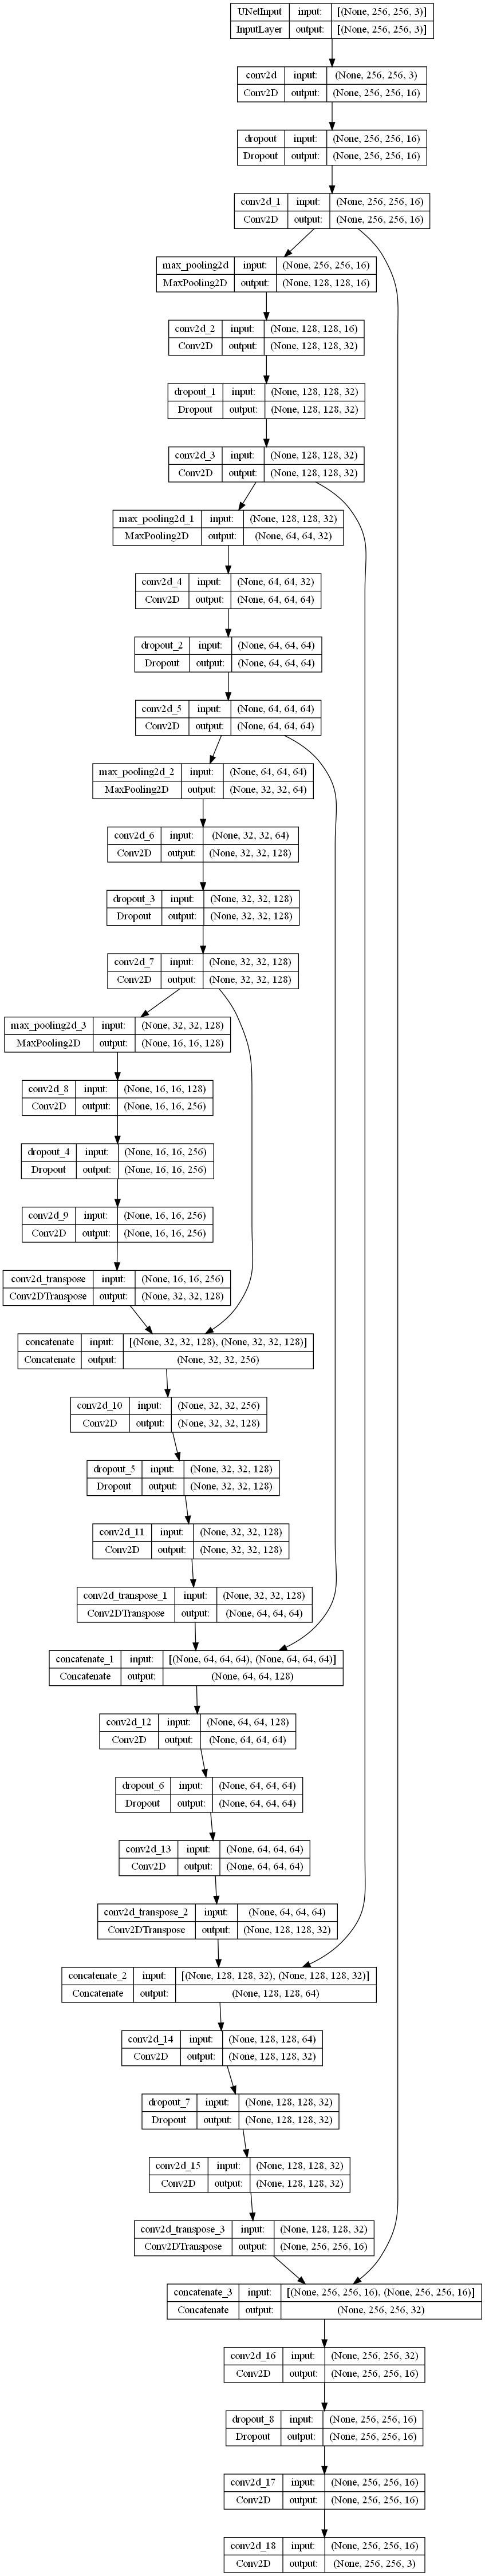 UNetInput input: [(None, 256, 256, 3)]
InputLayer output: [(None, 256, 256, 3)]
conv2d input: (None, 256, 256, 3)
Conv2D output: (None, 256, 256, 16)
dropout input: (None, 256, 256, 16)
Dropout output: (None, 256, 256, 16)
conv2d_1 input: (None, 256, 256, 16)
Conv2D output: (None, 256, 256, 16)
max_pooling2d input: (None, 256, 256, 16)
MaxPooling2D output: (None, 128, 128, 16)
conv2d_2 input: (None, 128, 128, 16)
Conv2D output: (None, 128, 128, 32)
dropout_1 input: (None, 128, 128, 32)
Dropout output: (None, 128, 128, 32)
conv2d_3 input: (None, 128, 128, 32)
Conv2D output: (None, 128, 128, 32)
max_pooling2d_1 input: (None, 128, 128, 32)
MaxPooling2D output: (None, 64, 64, 32)
conv2d_4 input: (None, 64, 64, 32)
Conv2D output: (None, 64, 64, 64)
dropout_2 input: (None, 64, 64, 64)
Dropout output: (None, 64, 64, 64)
conv2d_5 input: (None, 64, 64, 64)
Conv2D output: (None, 64, 64, 64)
max_pooling2d_2 input: (None, 64, 64, 64)
MaxPooling2D output: (None, 32, 32, 64)
conv2d_6 input: (None, 32, 32, 64)
Conv2D output: (None, 32, 32, 128)
dropout_3 input: (None, 32, 32, 128)
Dropout output: (None, 32, 32, 128)
conv2d_7 input: (None, 32, 32, 128)
Conv2D output: (None, 32, 32, 128)
max_pooling2d_3 input: (None, 32, 32, 128)
MaxPooling2D output: (None, 16, 16, 128)
conv2d_8 input: (None, 16, 16, 128)
Conv2D output: (None, 16, 16, 256)
dropout_4 input: (None, 16, 16, 256)
Dropout output: (None, 16, 16, 256)
conv2d_9 input: (None, 16, 16, 256)
Conv2D output: (None, 16, 16, 256)
conv2d_transpose input: (None, 16, 16, 256)
Conv2DTranspose output: (None, 32, 32, 128)
concatenate input: [(None, 32, 32, 128), (None, 32, 32, 128)]
Concatenate output: (None, 32, 32, 256)
conv2d_10 input: (None, 32, 32, 256)
Conv2D output: (None, 32, 32, 128)
dropout_5 input: (None, 32, 32, 128)
Dropout output: (None, 32, 32, 128)
conv2d_11 input: (None, 32, 32, 128)
Conv2D output: (None, 32, 32, 128)
conv2d_transpose_1 input: (None, 32, 32, 128)
Conv2DTranspose output: (None, 64, 64, 64)
concatenate_1 input: [(None, 64, 64, 64), (None, 64, 64, 64)]
Concatenate output: (None, 64, 64, 128)
conv2d_12 input: (None, 64, 64, 128)
Conv2D output: (None, 64, 64, 64)
dropout_6 input: (None, 64, 64, 64)
Dropout output: (None, 64, 64, 64)
conv2d_13 input: (None, 64, 64, 64)
Conv2D output: (None, 64, 64, 64)
conv2d_transpose_2 input: (None, 64, 64, 64)
Conv2DTranspose output: (None, 128, 128, 32)
concatenate_2 input: [(None, 128, 128, 32), (None, 128, 128, 32)]
Concatenate output: (None, 128, 128, 64)
conv2d_14 input: (None, 128, 128, 64)
Conv2D output: (None, 128, 128, 32)
dropout_7 input: (None, 128, 128, 32)
Dropout output: (None, 128, 128, 32)
conv2d_15 input: (None, 128, 128, 32)
Conv2D output: (None, 128, 128, 32)
conv2d_transpose_3 input: (None, 128, 128, 32)
Conv2DTranspose output: (None, 256, 256, 16)
concatenate_3 input: [(None, 256, 256, 16), (None, 256, 256, 16)]
Concatenate output: (None, 256, 256, 32)
conv2d_16 input: (None, 256, 256, 32)
Conv2D output: (None, 256, 256, 16)
dropout_8 input: (None, 256, 256, 16)
Dropout output: (None, 256, 256, 16)
conv2d_17 input: (None, 256, 256, 16)
Conv2D output: (None, 256, 256, 16)
conv2d_18 input: (None, 256, 256, 16)
Conv2D output: (None, 256, 256, 3)